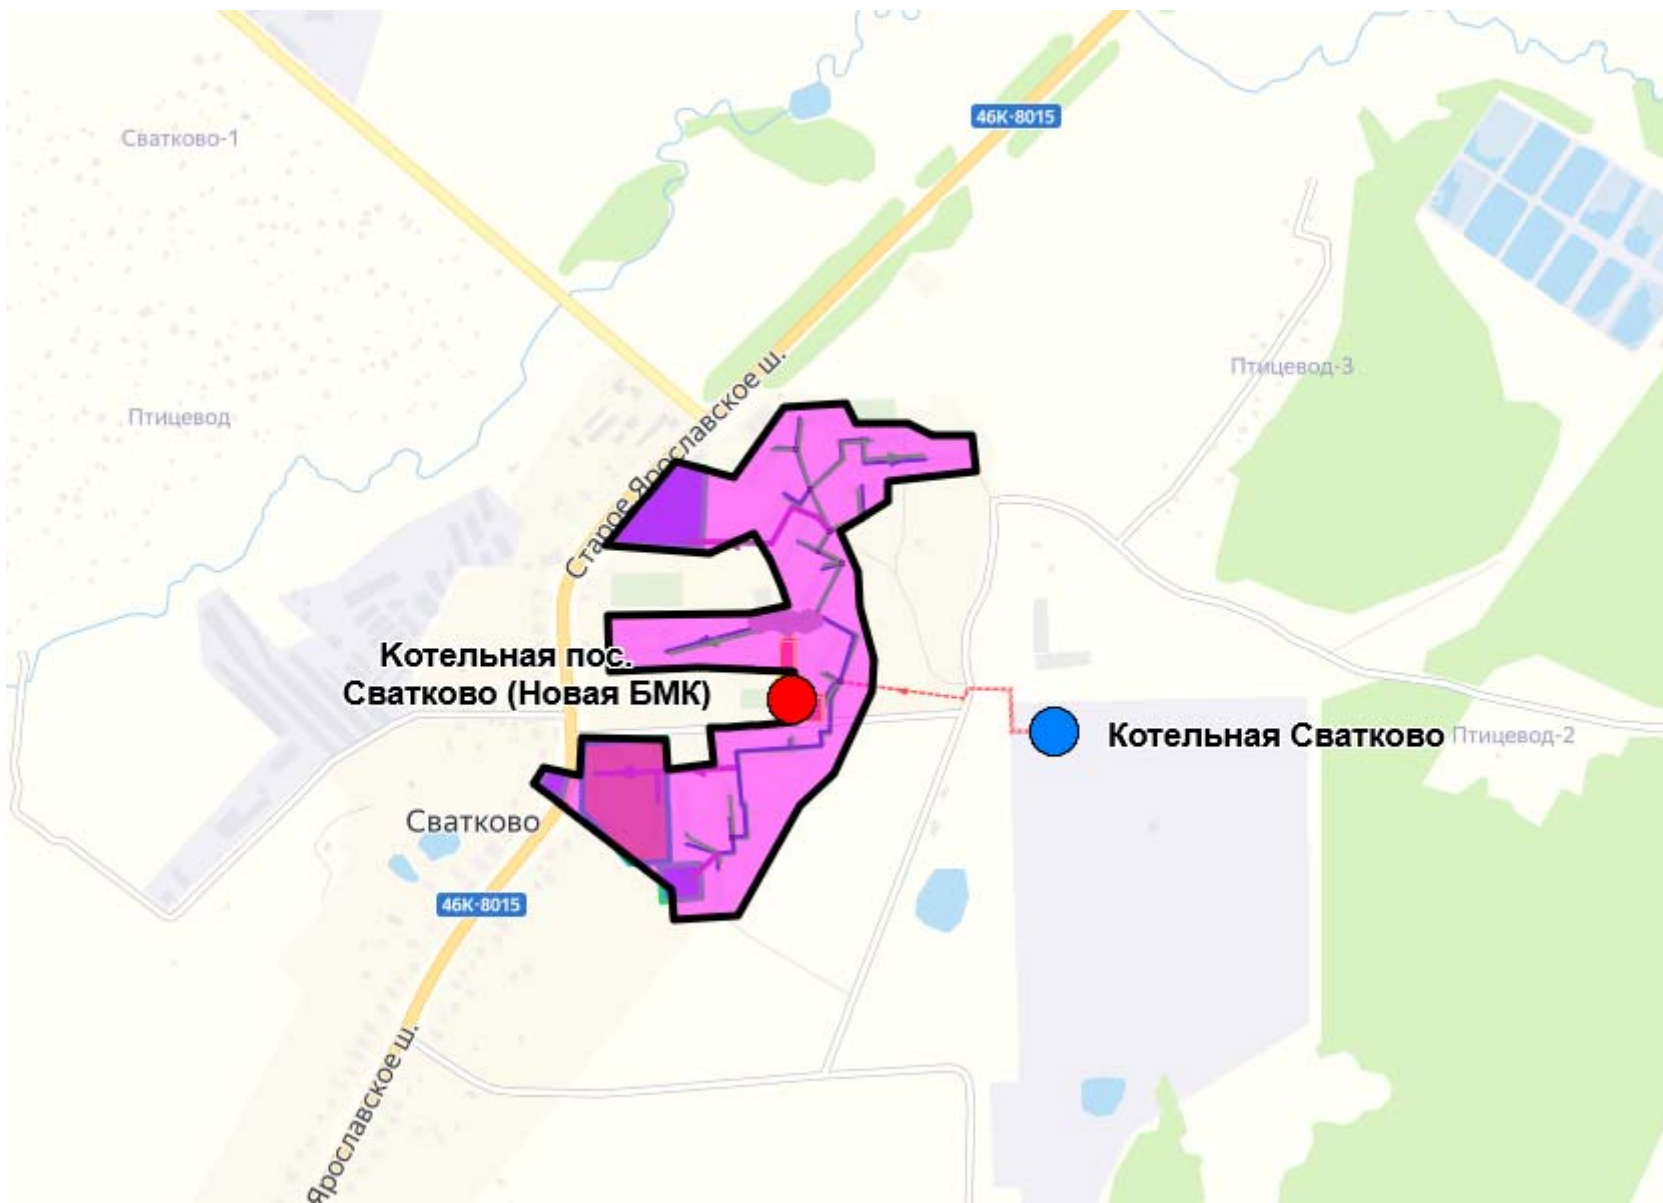 46К-8015
Сватково-1
Птицевод-3
Птицевод
Старое Ярославское ш.
Котельная пос.
Сватково (Новая БМК)
Котельная Сватково
Птицевод-2
Сватково
46К-8015
Ярославское ш.